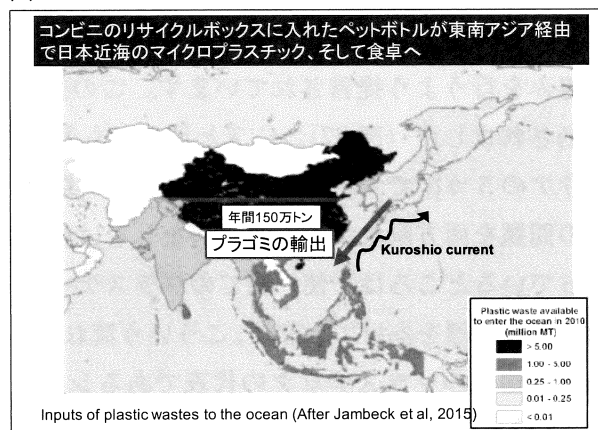 コンビニのリサイクルボックスに入れたペットボトルが東南アジア経由
で日本近海のマイクロプラスチック、そして食卓へ
年間150万トン
プラゴミの輸出
Kuroshio current
Plastic waste available
to enter the ocean in 2010
(million MT)
> 5.00
1.00 - 5.00
0.25 - 1.00
0.01 - 0.25
< 0.01
Inputs of plastic wastes to the ocean (After Jambeck et al, 2015)